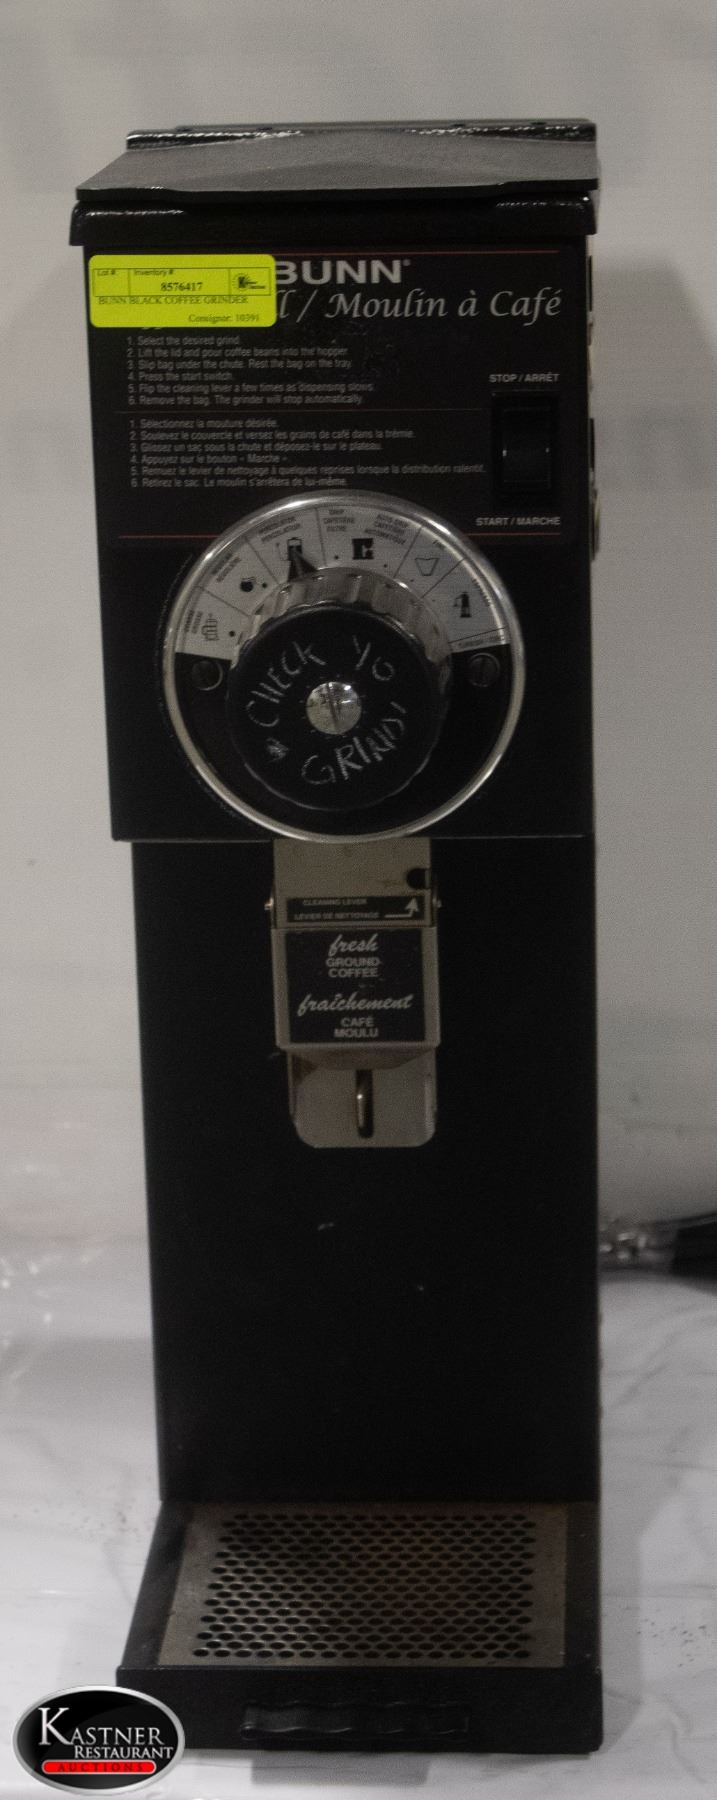 Lot #:
Inventory #
8576417
BUNN BLACK COFFEE GRINDER
Consignor: 10391
BUNN®
l / Moulin à Café
1. Select the desired grind.
2. Lift the lid and pour coffee beans into the hopper.
3. Slip bag under the chute. Rest the bag on the tray.
4. Press the start switch.
5. Flip the cleaning lever a few times as dispensing slows.
6. Remove the bag. The grinder will stop automatically.
1. Sélectionnez la mouture désirée.
2. Soulevez le couvercle et versez les grains de café dans la trémie.
3. Glissez un sac sous la chute et déposez-le sur le plateau.
4. Appuyez sur le bouton « Marche ».
5. Remuez le levier de nettoyage à quelques reprises lorsque la distribution ralentit.
6. Retirez le sac. Le moulin s'arrêtera de lui-même.
STOP / ARRÊT
START / MARCHE
PERCOLATOR
DRIP
CAFETIÈRE
FILTRE
AUTO DRIP
CAFETIÈRE
AUTOMATIQUE
CHECK YO
GRIND!
CLEANING LEVER
LEVIER DE NETTOYAGE
fresh
GROUND
COFFEE
fraîchement
CAFÉ
MOULU
KASTNER
RESTAURANT
AUCTIONS